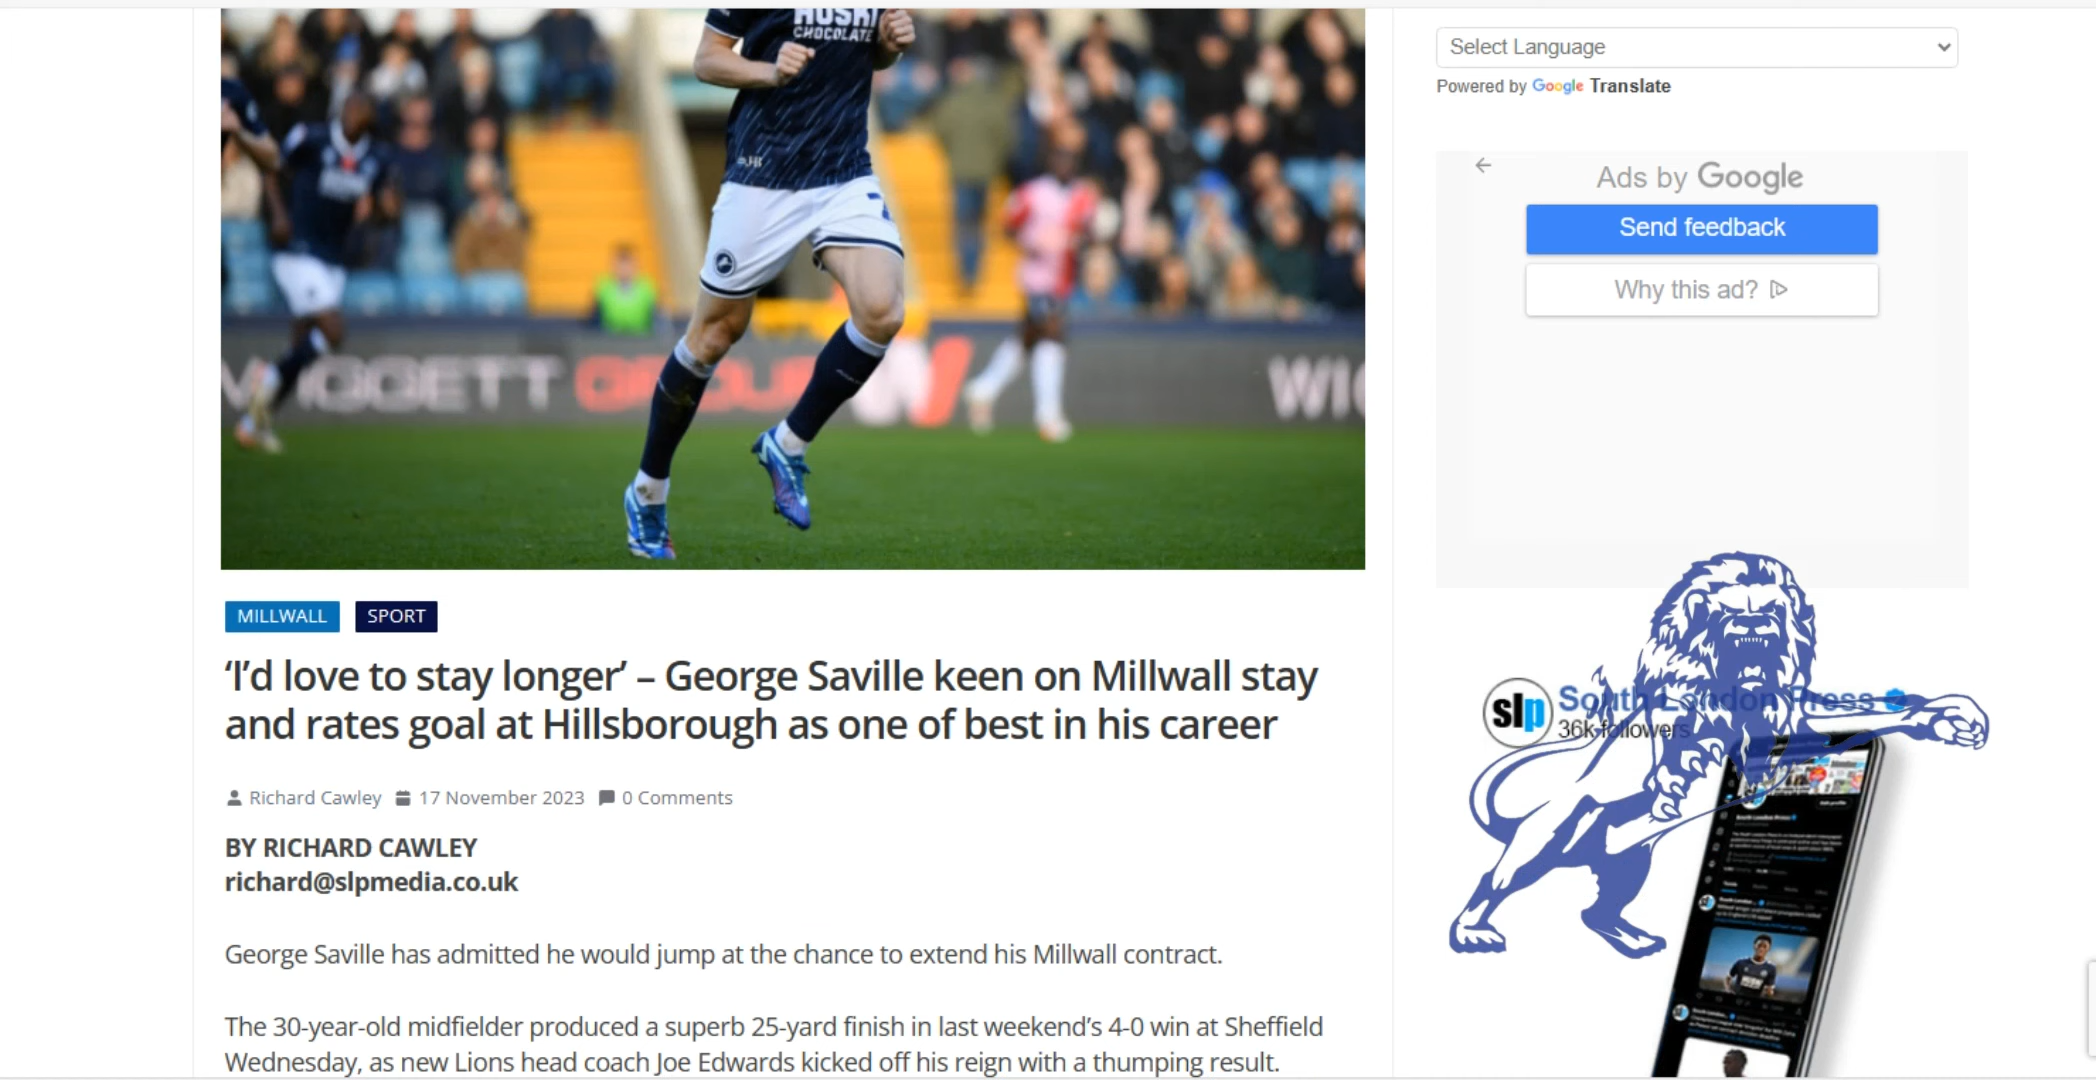 HUSKI
CHOCOLATE
WIGGETT GROUP
Select Language
Powered by Google Translate
Ads by Google
Send feedback
Why this ad?
MILLWALL
SPORT
‘I’d love to stay longer’ – George Saville keen on Millwall stay
and rates goal at Hillsborough as one of best in his career
Richard Cawley 17 November 2023 0 Comments
BY RICHARD CAWLEY
richard@slpmedia.co.uk
George Saville has admitted he would jump at the chance to extend his Millwall contract.
The 30-year-old midfielder produced a superb 25-yard finish in last weekend’s 4-0 win at Sheffield
Wednesday, as new Lions head coach Joe Edwards kicked off his reign with a thumping result.
slp
South London Press
36k followers